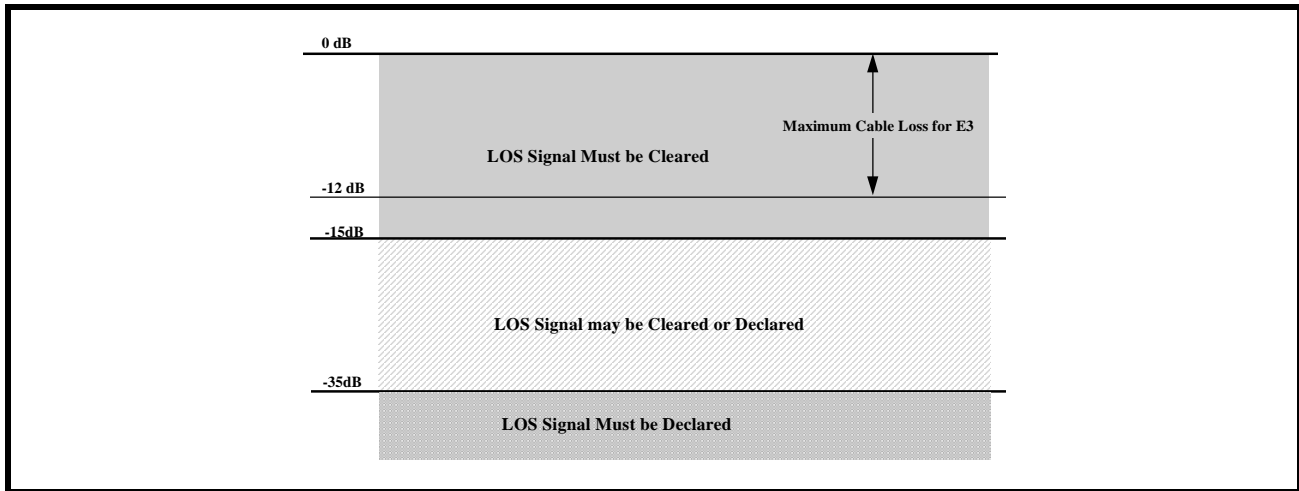 0 dB
Maximum Cable Loss for E3
LOS Signal Must be Cleared
-12 dB
-15dB
LOS Signal may be Cleared or Declared
-35dB
LOS Signal Must be Declared